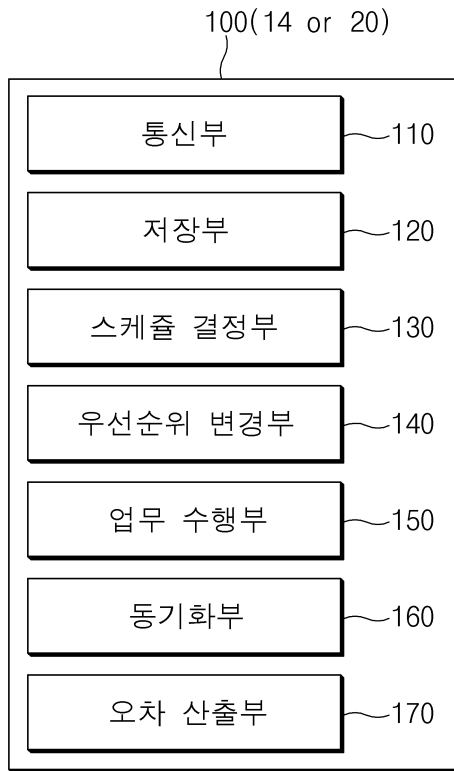 100(14 or 20)
통신부 110
저장부 120
스케쥴 결정부 130
우선순위 변경부 140
업무 수행부 150
동기화부 160
오차 산출부 170